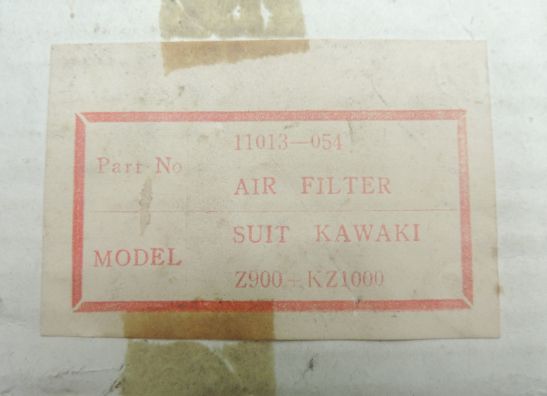 11013-054
Part No
AIR FILTER
SUIT KAWAKI
MODEL
Z900+KZ1000